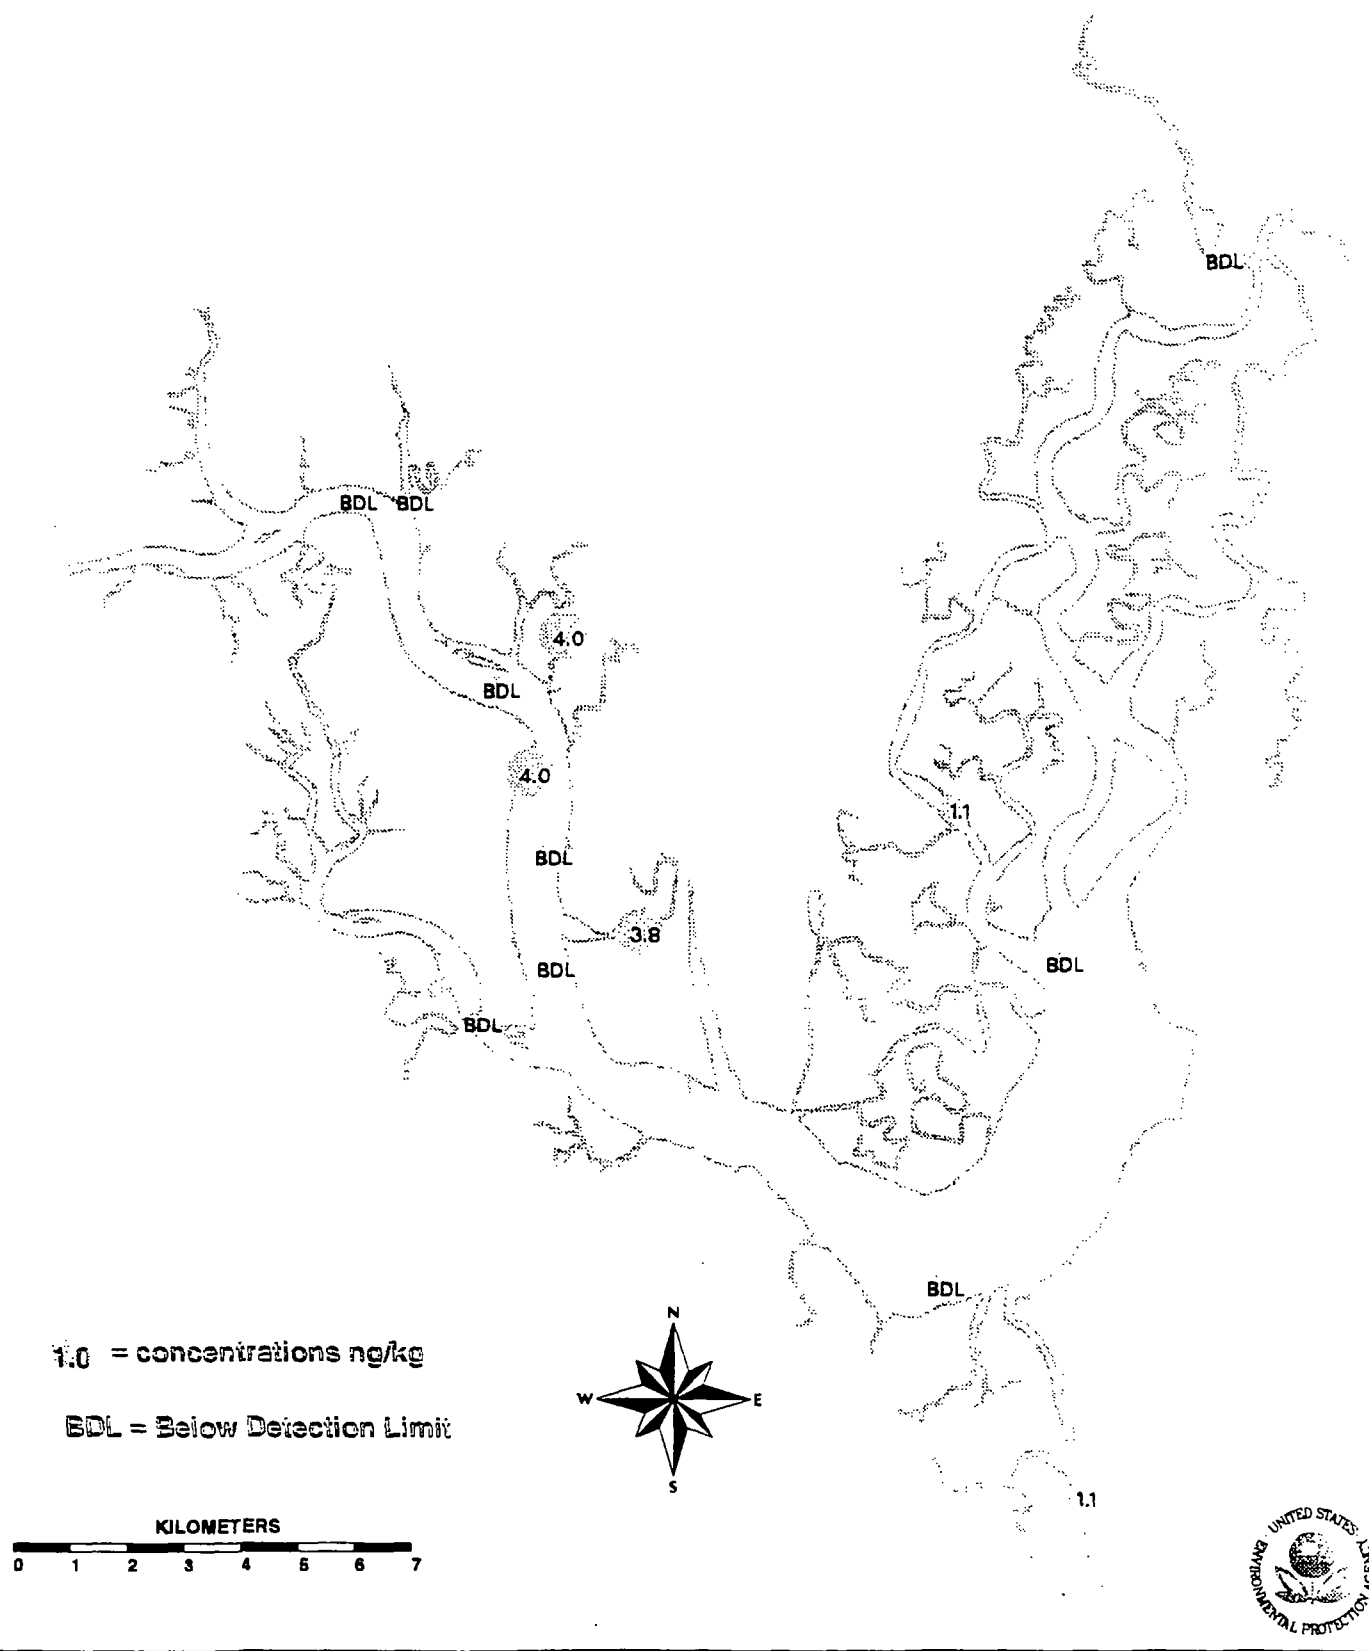 BDL
BDL BDL
4.0
BDL
4.0
1.1
BDL
3.8
BDL
BDL
BDL
BDL
N
1.0 = concentrations ng/kg
W E
BDL = Below Detection Limit
S
1.1
KILOMETERS
0 1 2 3 4 5 6 7
UNITED STATES
ENVIRONMENTAL PROTECTION